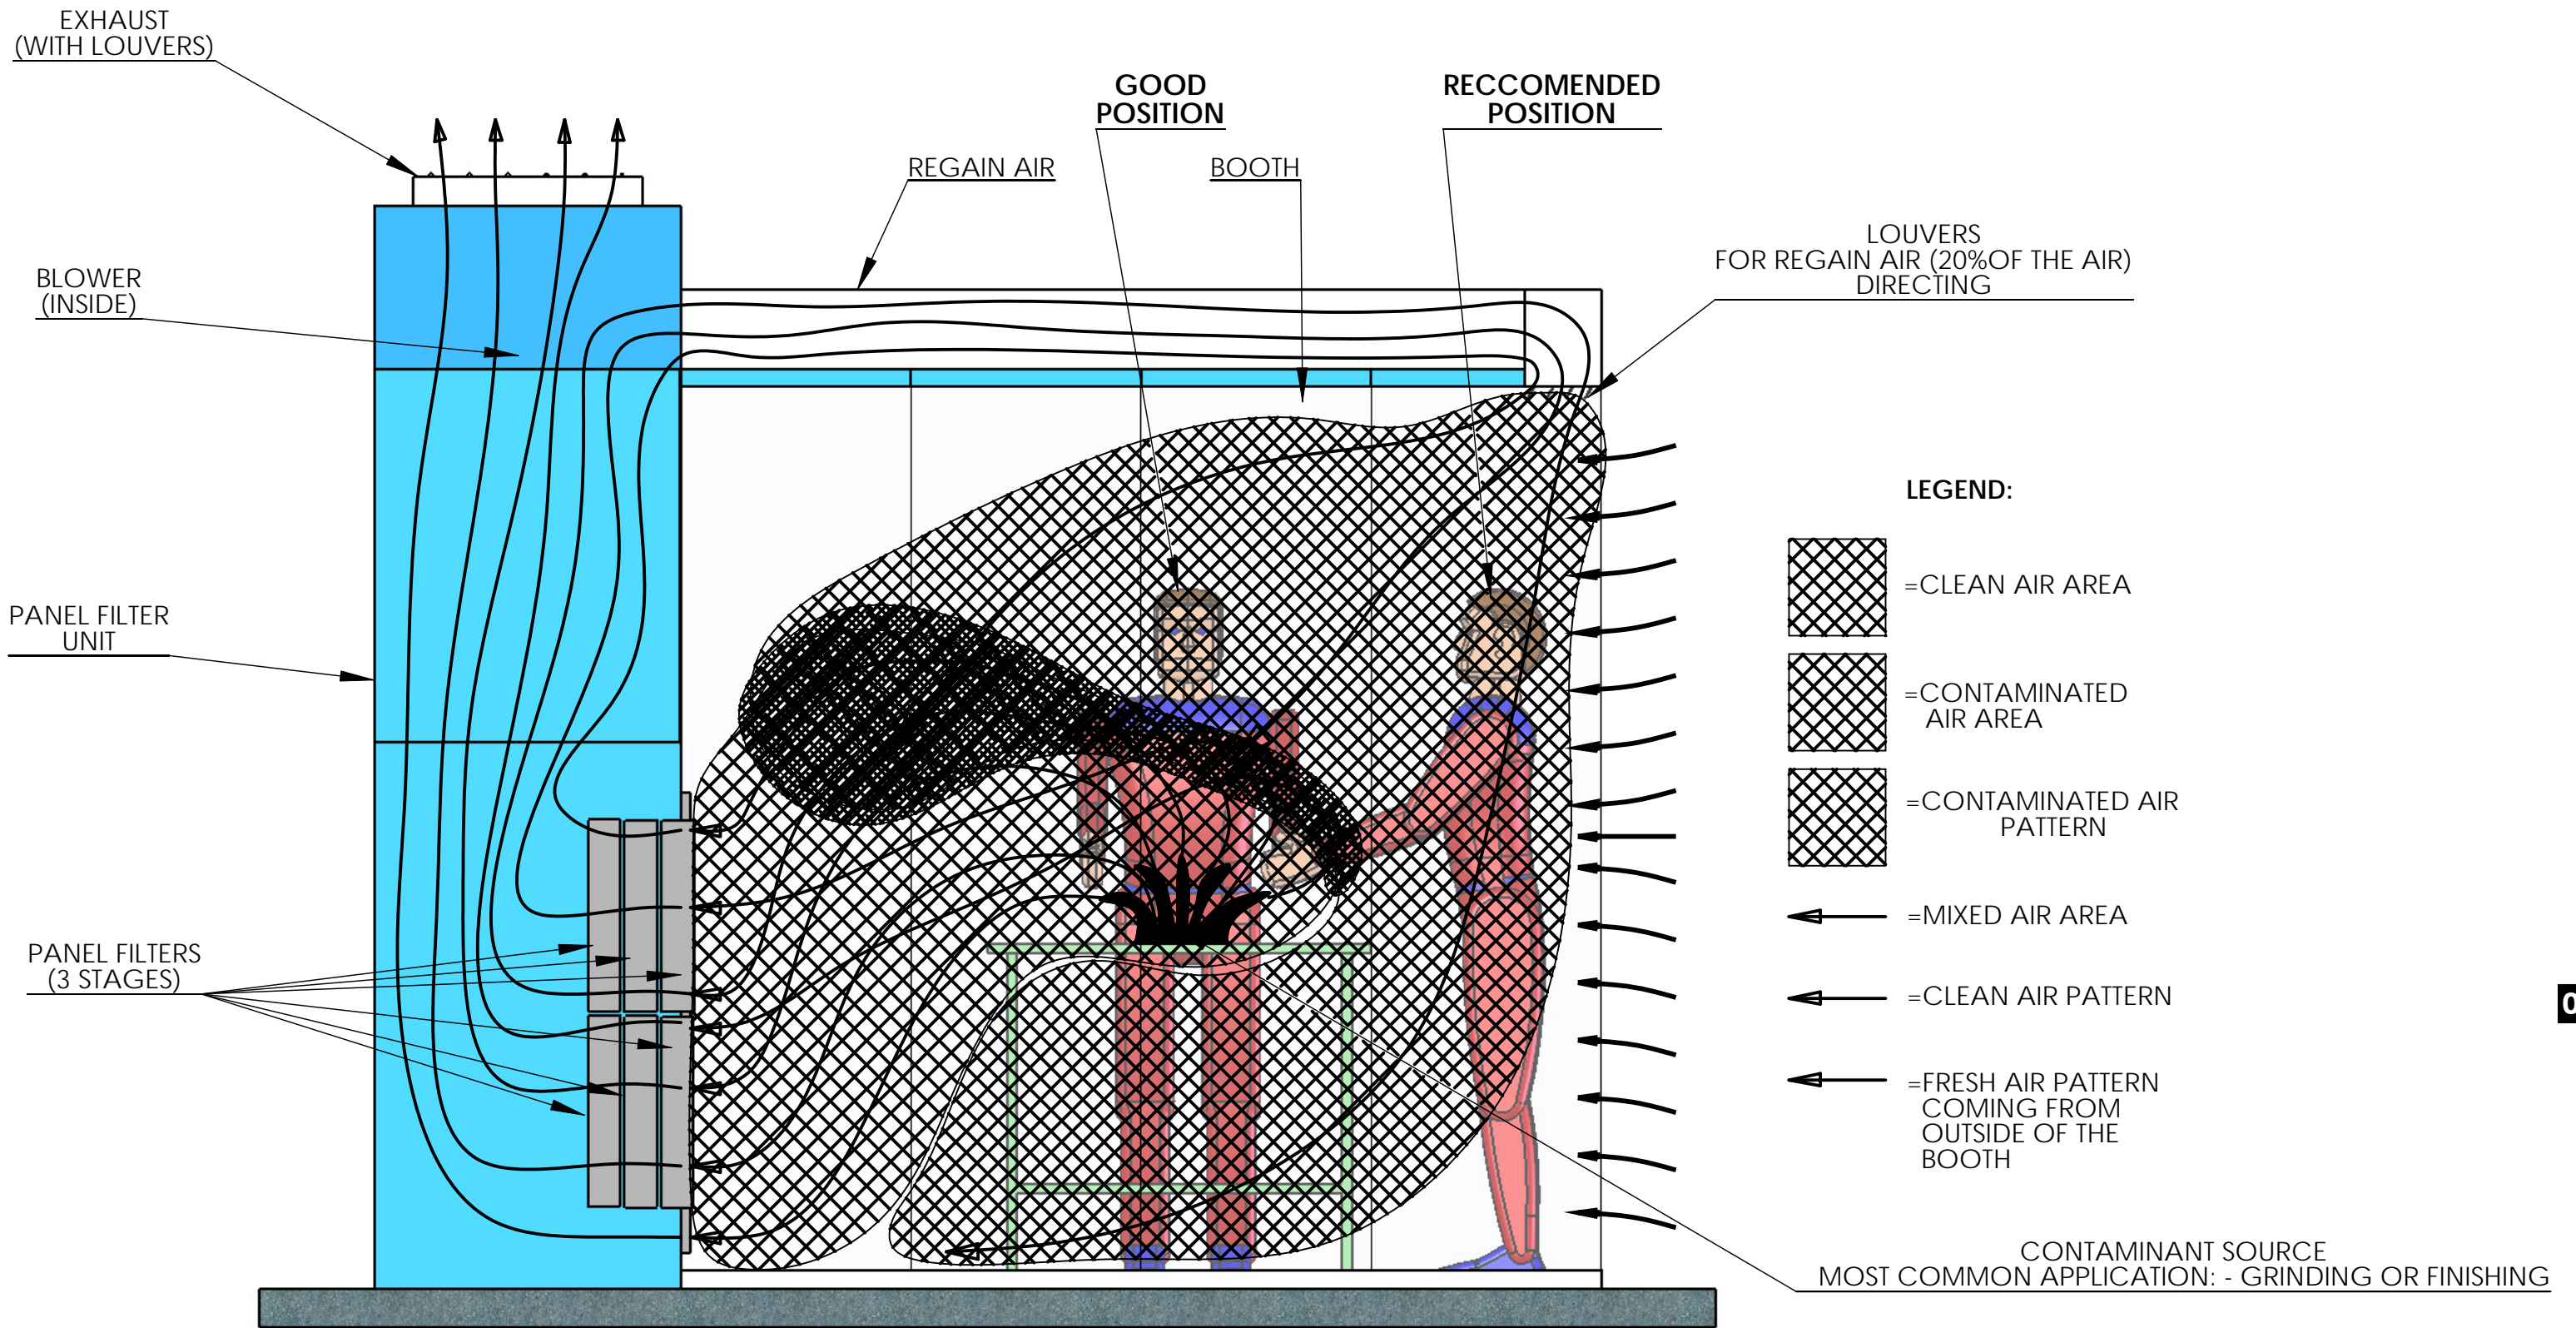 EXHAUST
(WITH LOUVERS)
GOOD
POSITION
RECCOMENDED
POSITION
REGAIN AIR
BOOTH
LOUVERS
FOR REGAIN AIR (20%OF THE AIR)
DIRECTING
BLOWER
(INSIDE)
LEGEND:
=CLEAN AIR AREA
PANEL FILTER
UNIT
=CONTAMINATED
AIR AREA
=CONTAMINATED AIR
PATTERN
=MIXED AIR AREA
PANEL FILTERS
(3 STAGES)
=CLEAN AIR PATTERN
0
=FRESH AIR PATTERN
COMING FROM
OUTSIDE OF THE
BOOTH
CONTAMINANT SOURCE
MOST COMMON APPLICATION: - GRINDING OR FINISHING